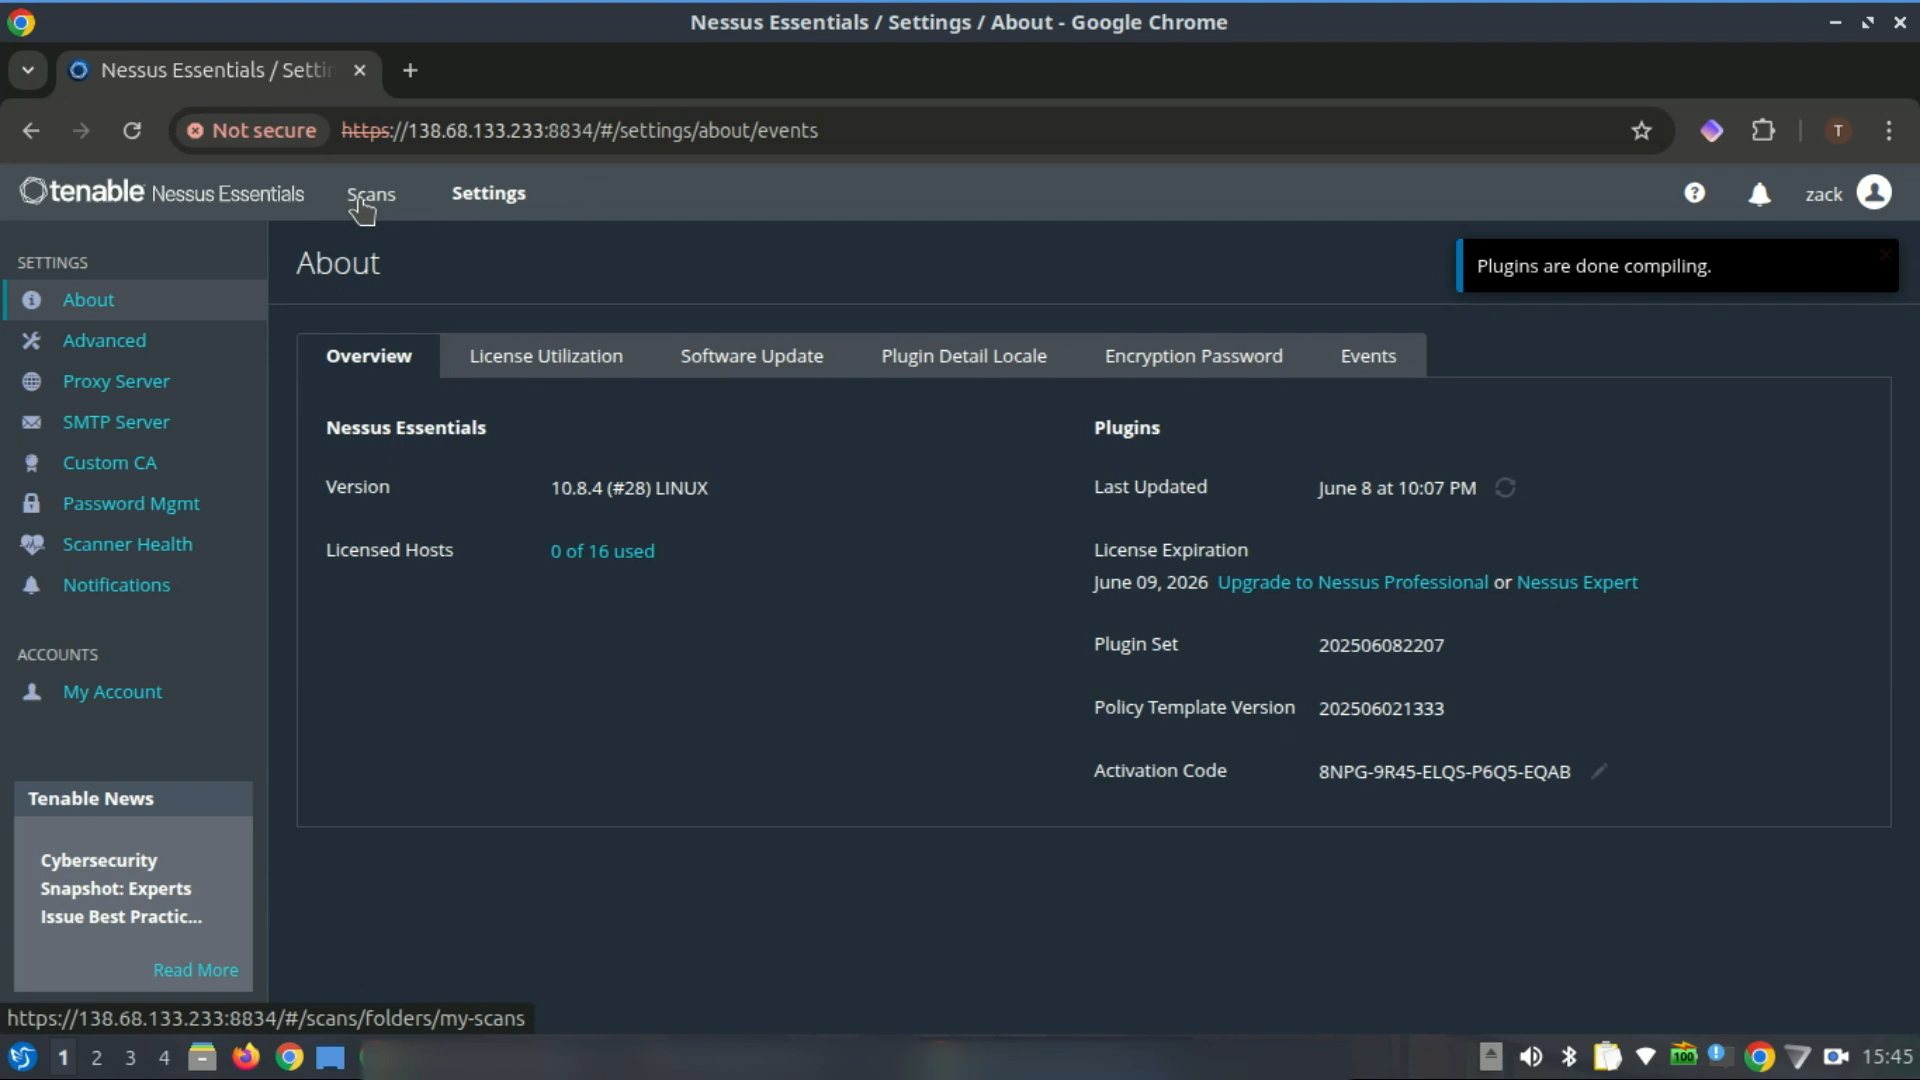 Nessus Essentials / Settings / About - Google Chrome
Nessus Essentials / Settin
Not secure
https://138.68.133.233:8834/#/settings/about/events
T
tenable Nessus Essentials
Scans
Settings
zack
SETTINGS
About
Advanced
Proxy Server
SMTP Server
Custom CA
Password Mgmt
Scanner Health
Notifications
ACCOUNTS
My Account
Tenable News
Cybersecurity
Snapshot: Experts
Issue Best Practic...
Read More
About
Plugins are done compiling.
Overview
License Utilization
Software Update
Plugin Detail Locale
Encryption Password
Events
Nessus Essentials
Version 10.8.4 (#28) LINUX
Licensed Hosts 0 of 16 used
Plugins
Last Updated June 8 at 10:07 PM
License Expiration
June 09, 2026 Upgrade to Nessus Professional or Nessus Expert
Plugin Set 202506082207
Policy Template Version 202506021333
Activation Code 8NPG-9R45-ELQS-P6Q5-EQAB
https://138.68.133.233:8834/#/scans/folders/my-scans
1 2 3 4
100
15:45